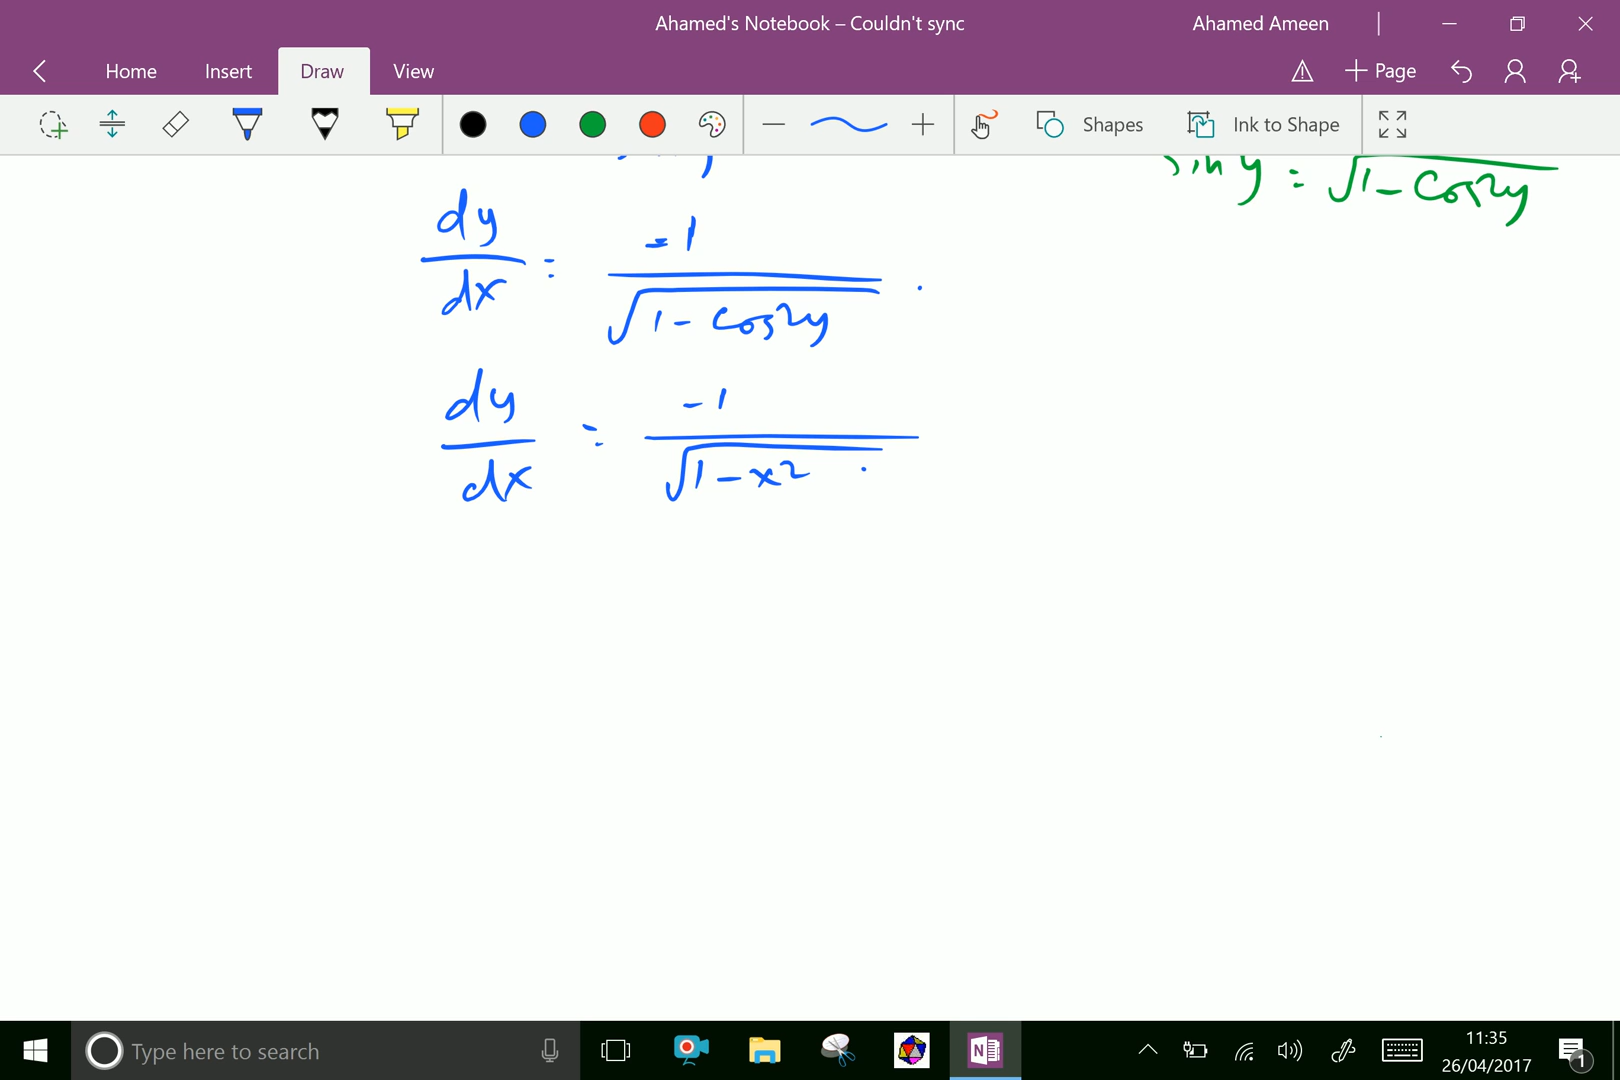 Ahamed's Notebook – Couldn't sync
Ahamed Ameen
Home Insert Draw View
Page
Shapes
Ink to Shape
sin y = √1 - cos²y
dy/dx = -1/√1 - cos²y .
dy/dx = -1/√1 - x²
Type here to search
11:35
26/04/2017
1